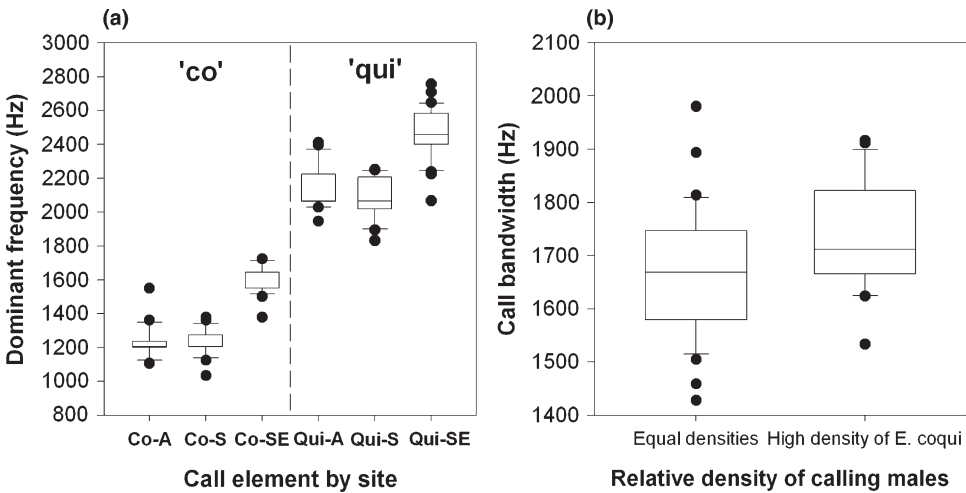 (a)
Dominant frequency (Hz)
3000
2800
2600
2400
2200
2000
1800
1600
1400
1200
1000
800
'co'
'qui'
Co-A Co-S Co-SE Qui-A Qui-S Qui-SE
Call element by site
(b)
Call bandwidth (Hz)
2100
2000
1900
1800
1700
1600
1500
1400
Equal densities High density of E. coqui
Relative density of calling males